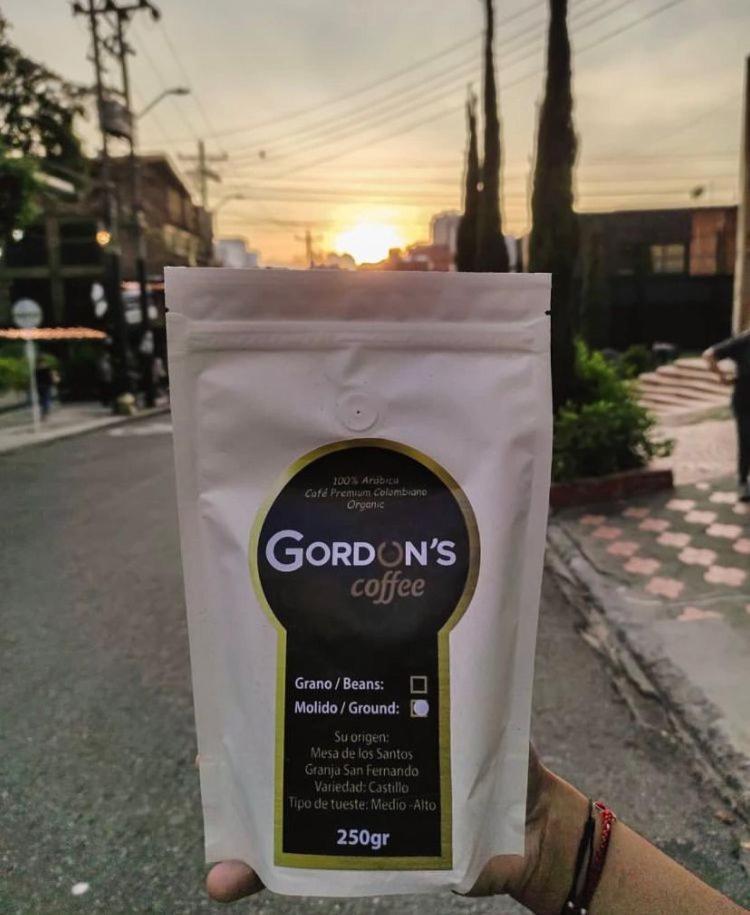 100% Arábica
Café Premium Colombiano
Organic
GORDON'S
coffee
Grano / Beans:
Molido / Ground:
Su origen:
Mesa de los Santos
Granja San Fernando
Variedad: Castillo
Tipo de tueste: Medio -Alto
250gr